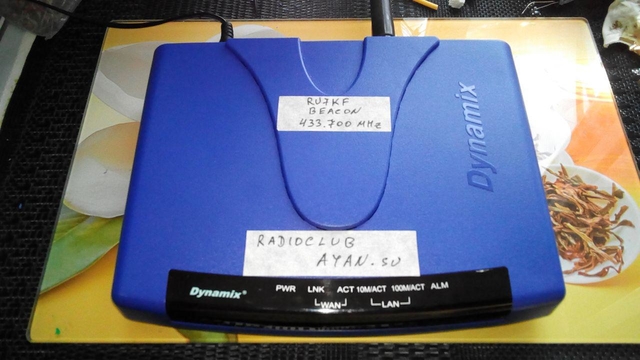 RU7KF
BEACON
433.700 MHz
Dynamix
RADIOCLUB
AYAN.SU
Dynamix®
PWR LNK ACT 10M/ACT 100M/ACT ALM
WAN LAN